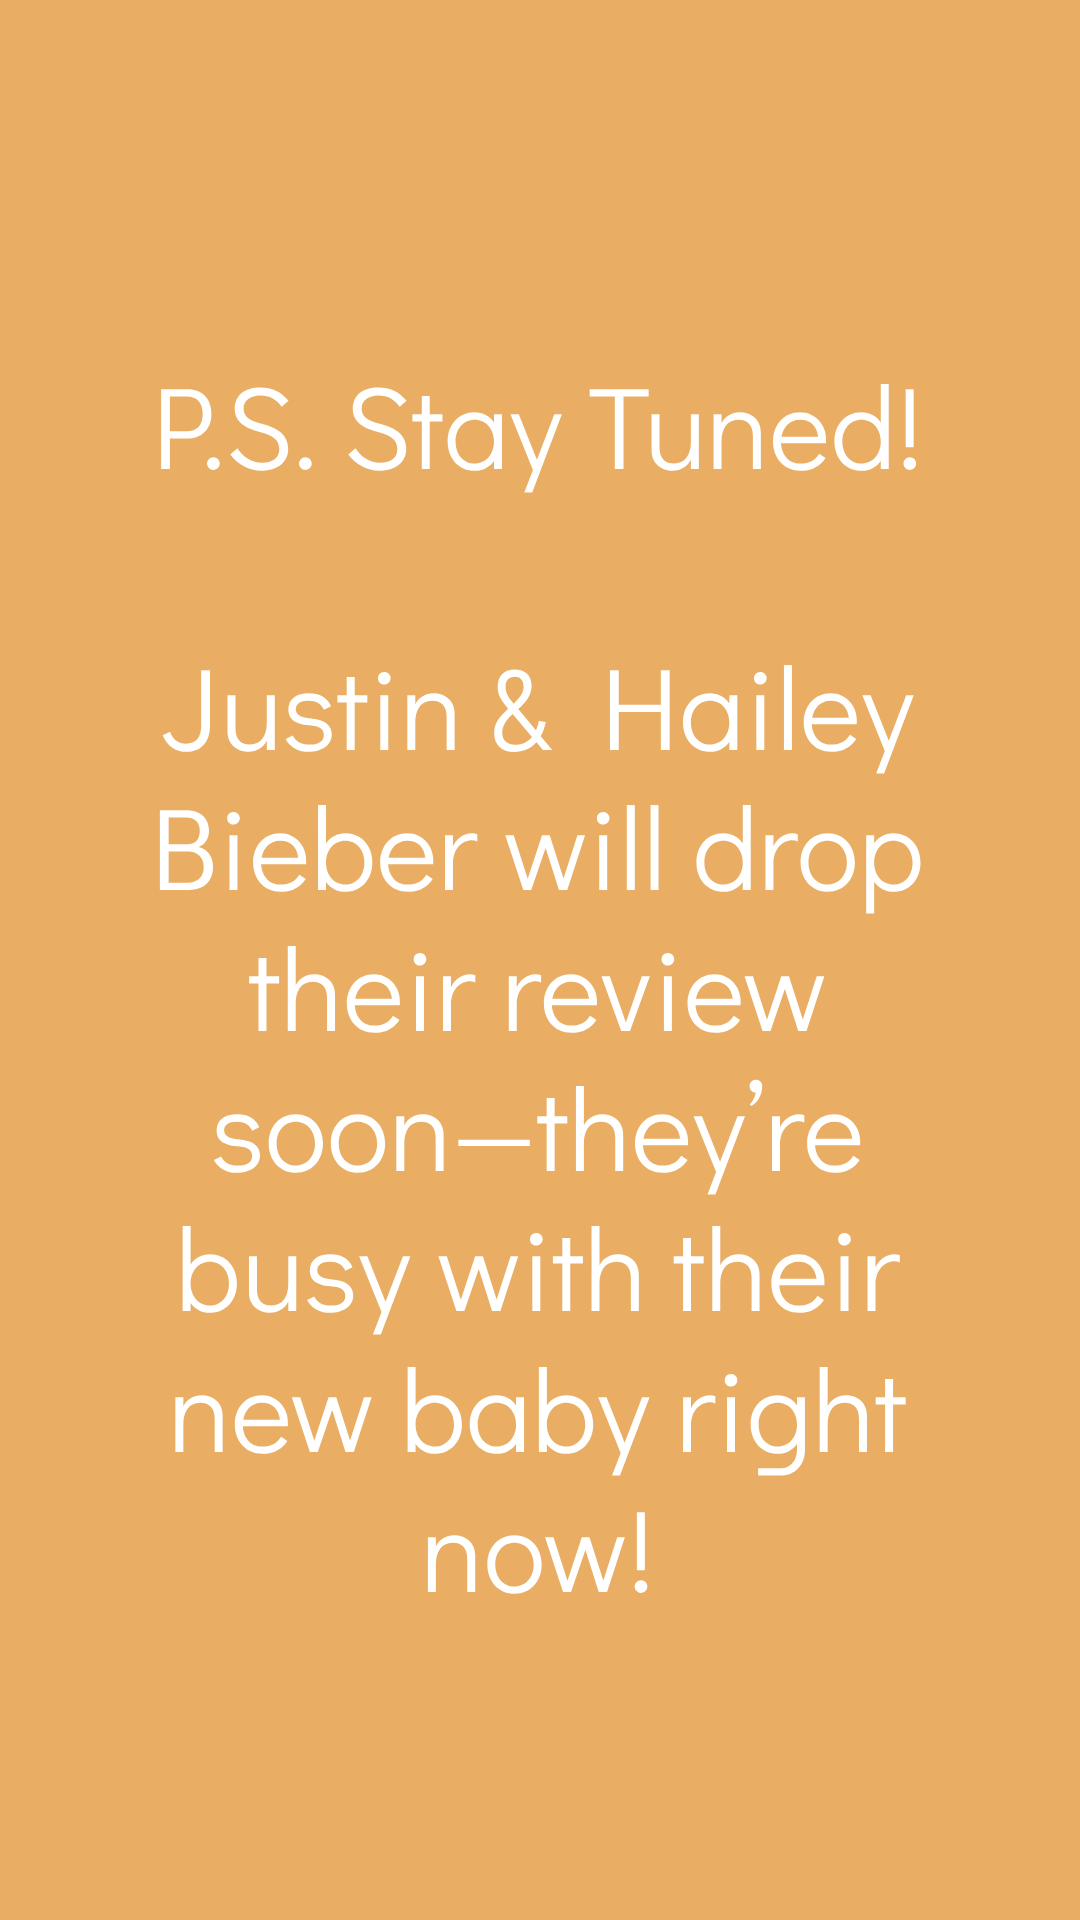 P.S. Stay Tuned!
Justin & Hailey
Bieber will drop
their review
soon—they’re
busy with their
new baby right
now!